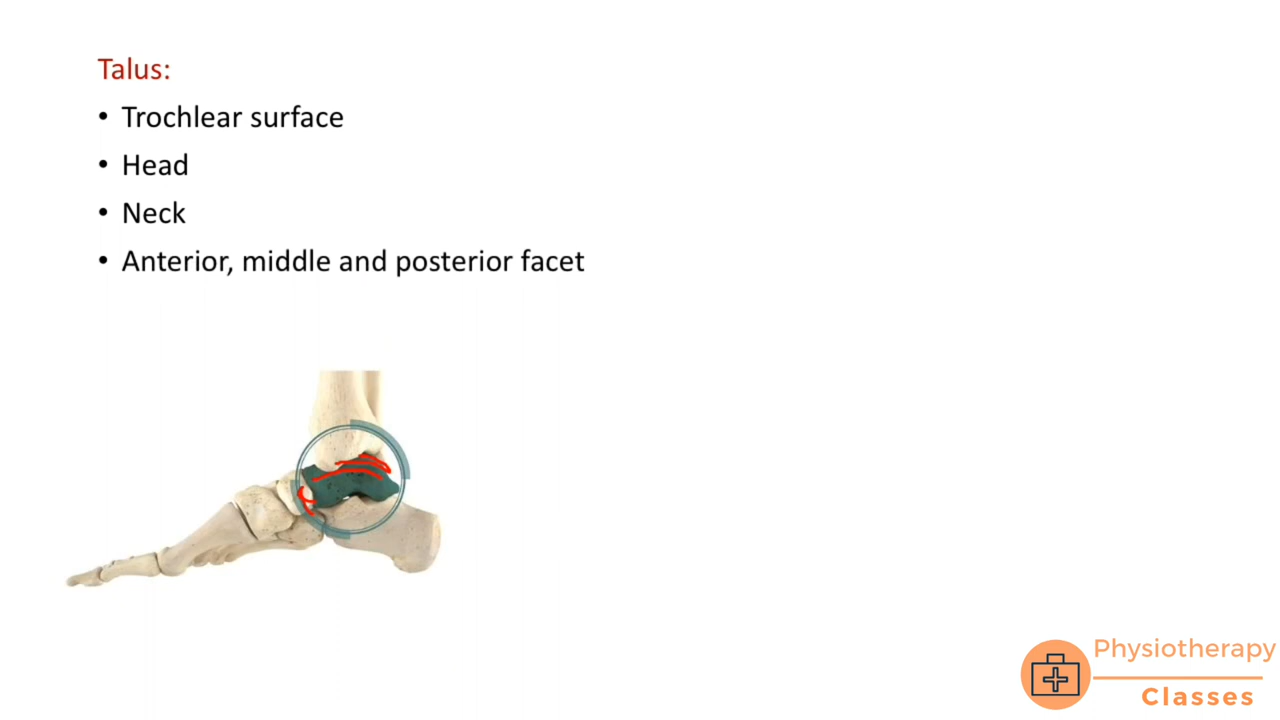 Talus:
• Trochlear surface
• Head
• Neck
• Anterior, middle and posterior facet
Physiotherapy
Classes